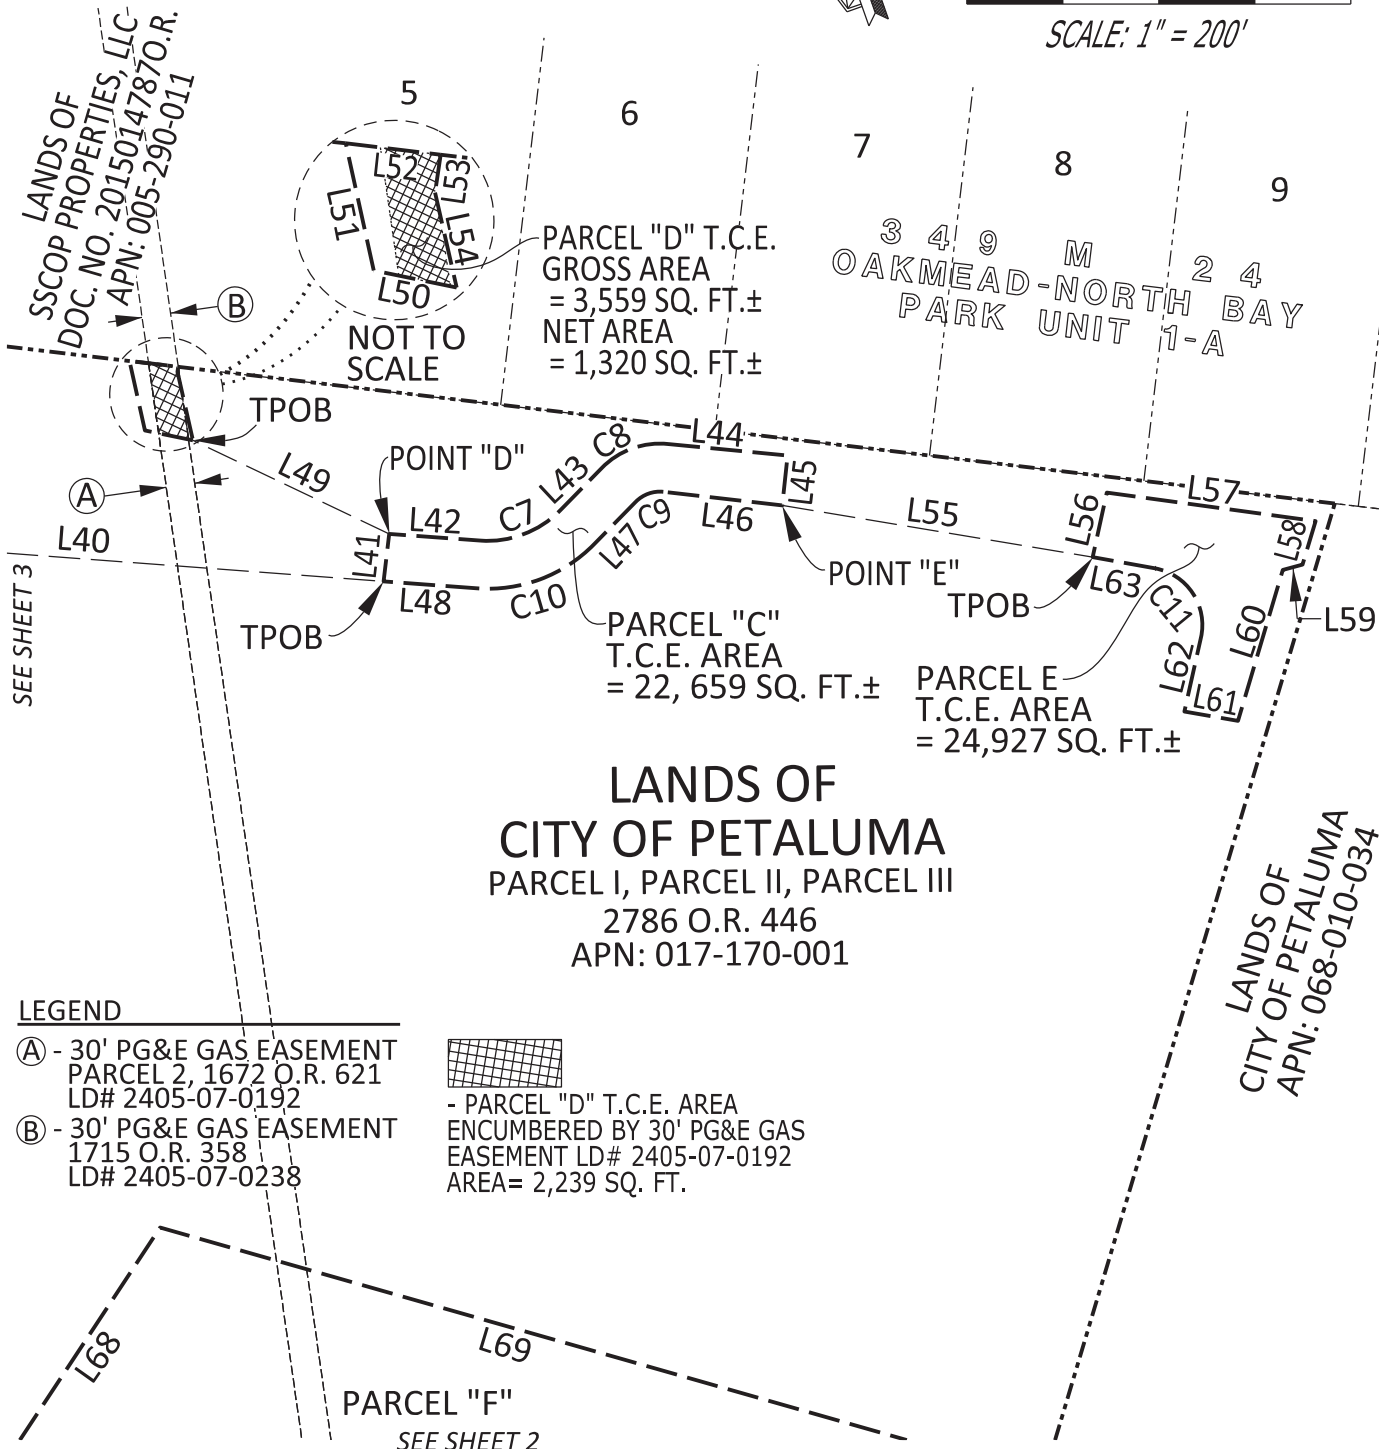 SCALE: 1" = 200'
LANDS OF
SSCOP PROPERTIES, LLC
DOC. NO. 2015014787O.R.
APN: 005-290-011
5
6
7
8
9
L52
L53
L51
L54
L50
NOT TO
SCALE
PARCEL "D" T.C.E.
GROSS AREA
= 3,559 SQ. FT.±
NET AREA
= 1,320 SQ. FT.±
349 M 24
OAKMEAD-NORTH BAY
PARK UNIT 1-A
B
TPOB
A
L49
POINT "D"
L40
L41
L42
C7
L43
C8
L44
L45
L46
C9
L47
C10
L48
TPOB
SEE SHEET 3
L55
POINT "E"
TPOB
L56
L57
L58
L59
L60
L61
L62
C11
L63
PARCEL "C"
T.C.E. AREA
= 22, 659 SQ. FT.±
PARCEL E
T.C.E. AREA
= 24,927 SQ. FT.±
LANDS OF
CITY OF PETALUMA
PARCEL I, PARCEL II, PARCEL III
2786 O.R. 446
APN: 017-170-001
LANDS OF
CITY OF PETALUMA
APN: 068-010-034
LEGEND
A - 30' PG&E GAS EASEMENT
PARCEL 2, 1672 O.R. 621
LD# 2405-07-0192
B - 30' PG&E GAS EASEMENT
1715 O.R. 358
LD# 2405-07-0238
- PARCEL "D" T.C.E. AREA
ENCUMBERED BY 30' PG&E GAS
EASEMENT LD# 2405-07-0192
AREA= 2,239 SQ. FT.
L68
L69
PARCEL "F"
SEE SHEET 2